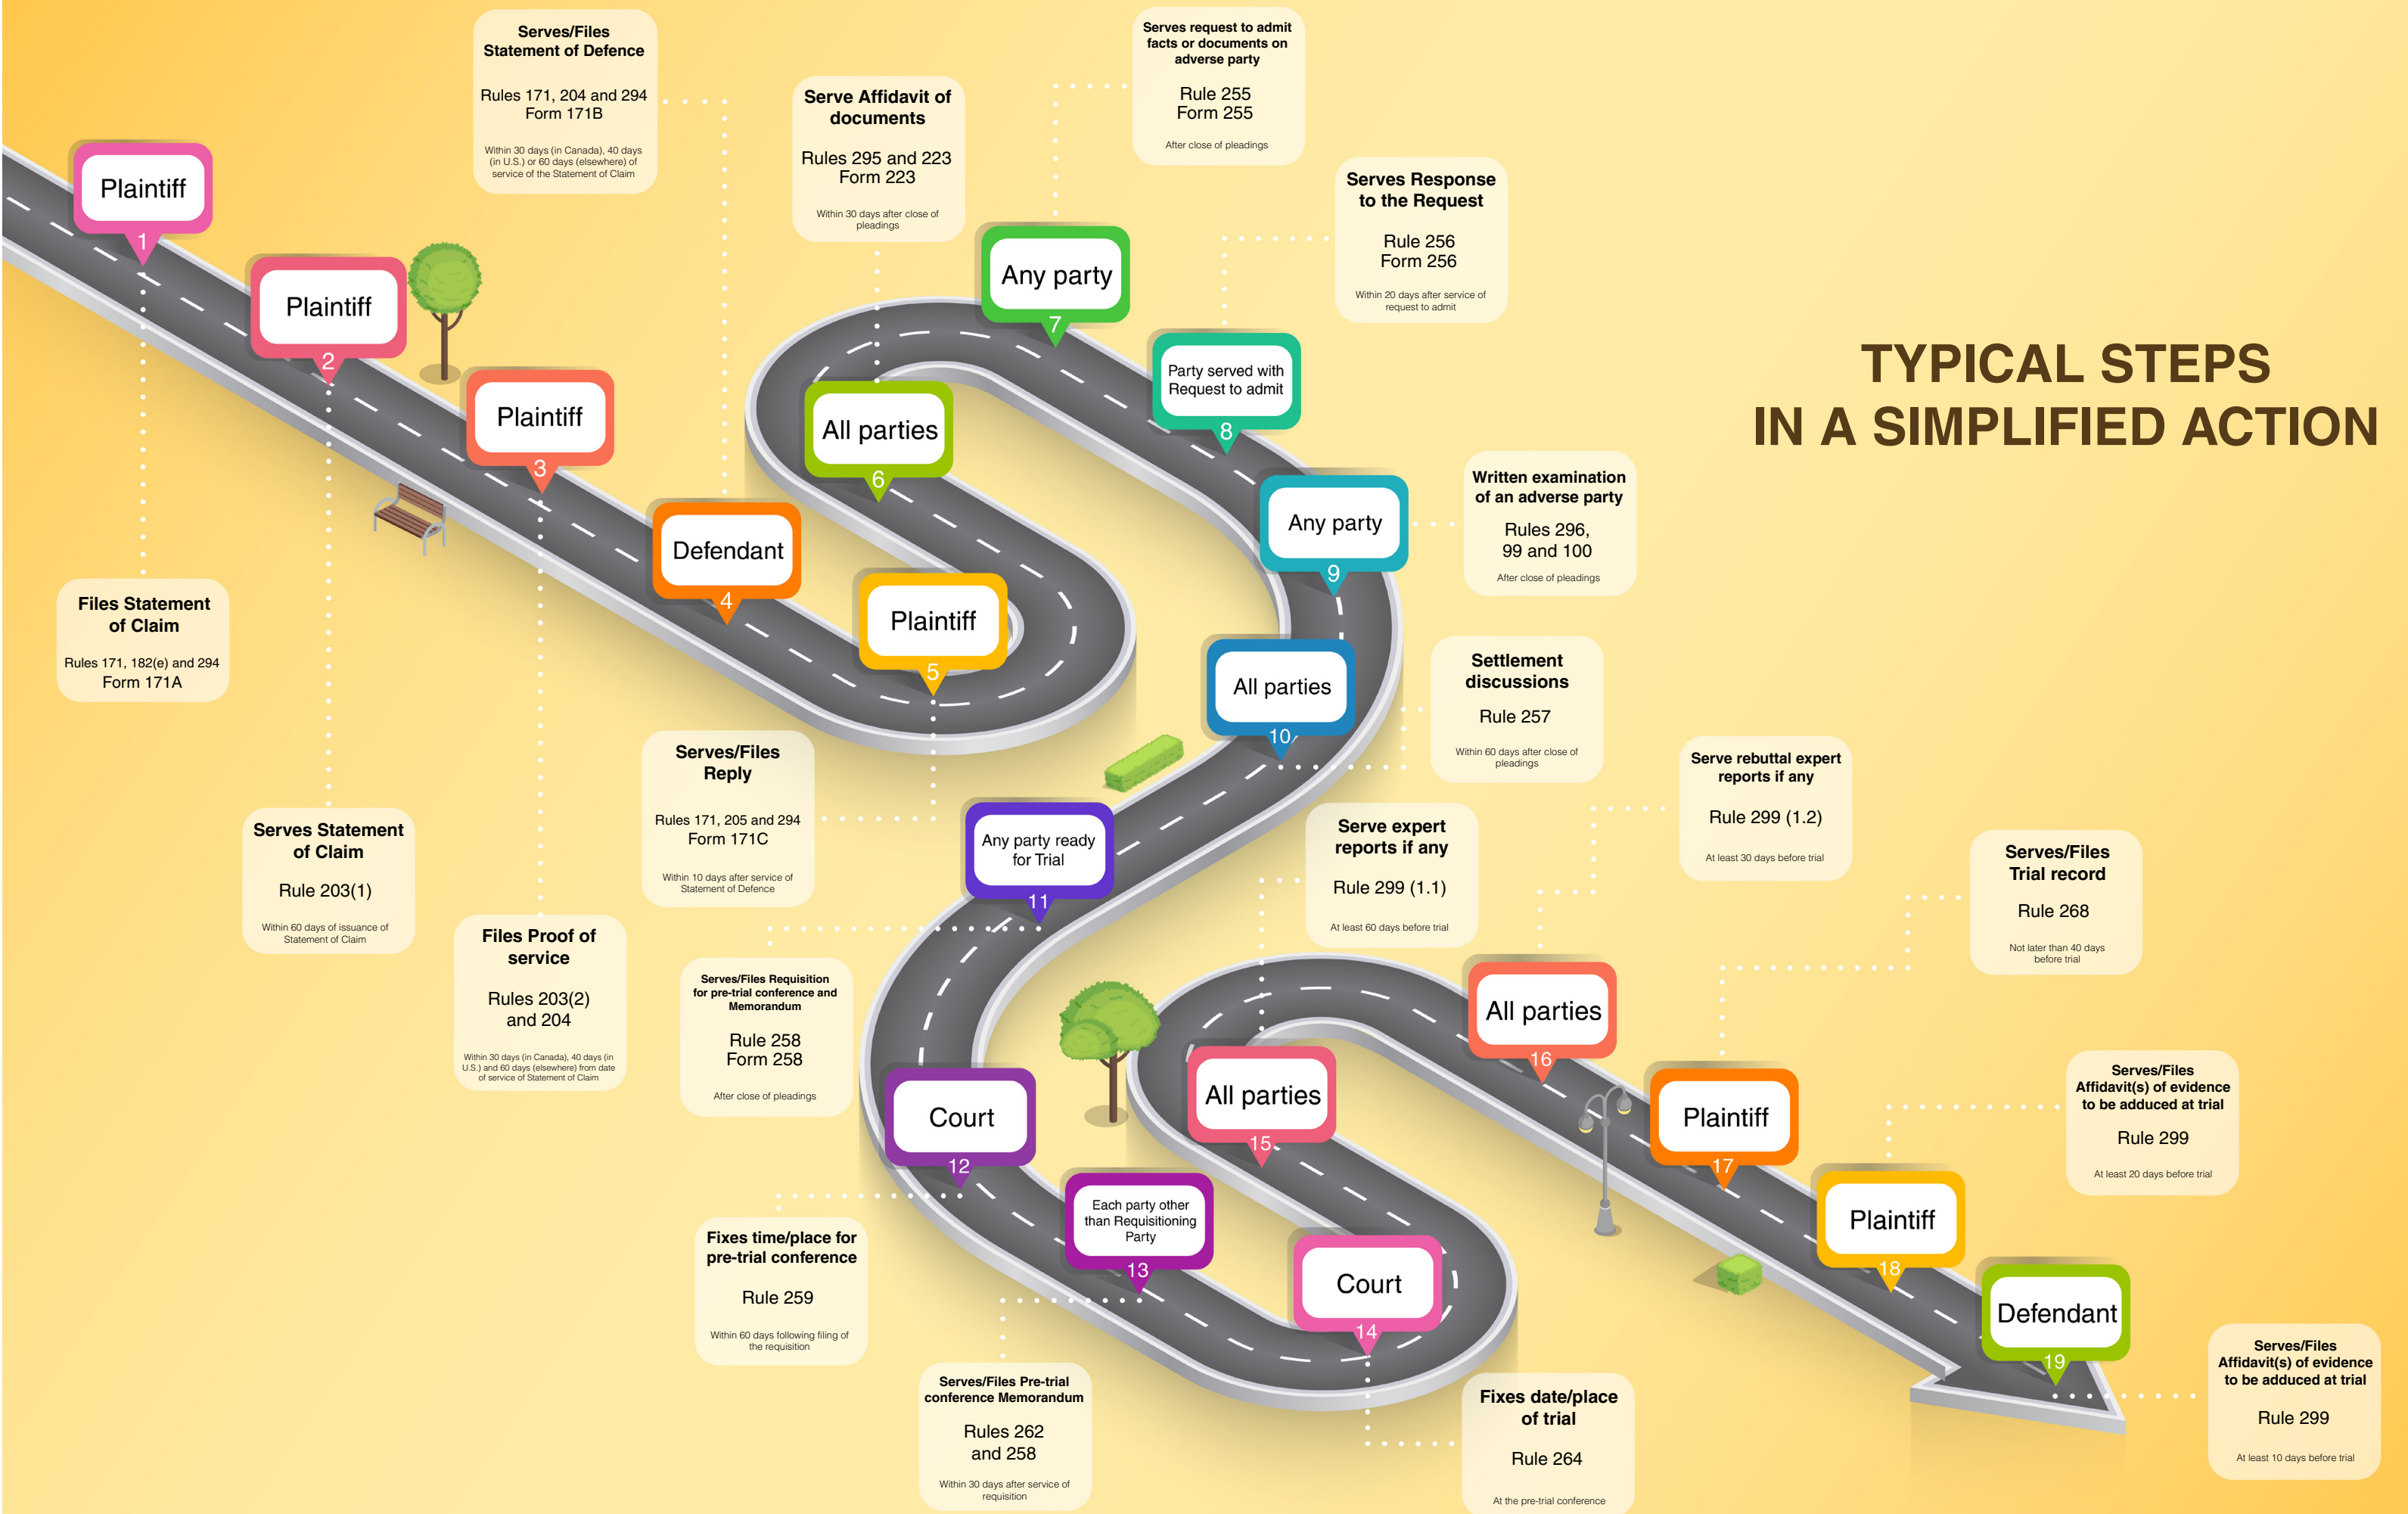 TYPICAL STEPS
IN A SIMPLIFIED ACTION
Plaintiff
1
Files Statement
of Claim
Rules 171, 182(e) and 294
Form 171A
Plaintiff
2
Serves Statement
of Claim
Rule 203(1)
Within 60 days of issuance of
Statement of Claim
Plaintiff
3
Files Proof of
service
Rules 203(2)
and 204
Within 30 days (in Canada), 40 days (in
U.S.) and 60 days (elsewhere) from date
of service of Statement of Claim
Defendant
4
Serves/Files
Statement of Defence
Rules 171, 204 and 294
Form 171B
Within 30 days (in Canada), 40 days
(in U.S.) or 60 days (elsewhere) of
service of the Statement of Claim
Plaintiff
5
Serves/Files
Reply
Rules 171, 205 and 294
Form 171C
Within 10 days after service of
Statement of Defence
All parties
6
Serve Affidavit of
documents
Rules 295 and 223
Form 223
Within 30 days after close of
pleadings
Any party
7
Serves request to admit
facts or documents on
adverse party
Rule 255
Form 255
After close of pleadings
Party served with
Request to admit
8
Serves Response
to the Request
Rule 256
Form 256
Within 20 days after service of
request to admit
Any party
9
Written examination
of an adverse party
Rules 296,
99 and 100
After close of pleadings
All parties
10
Settlement
discussions
Rule 257
Within 60 days after close of
pleadings
Any party ready
for Trial
11
Serves/Files Requisition
for pre-trial conference and
Memorandum
Rule 258
Form 258
After close of pleadings
Court
12
Fixes time/place for
pre-trial conference
Rule 259
Within 60 days following filing of
the requisition
Each party other
than Requisitioning
Party
13
Serves/Files Pre-trial
conference Memorandum
Rules 262
and 258
Within 30 days after service of
requisition
Court
14
Fixes date/place
of trial
Rule 264
At the pre-trial conference
All parties
15
Serve expert
reports if any
Rule 299 (1.1)
At least 60 days before trial
All parties
16
Serve rebuttal expert
reports if any
Rule 299 (1.2)
At least 30 days before trial
Plaintiff
17
Serves/Files
Trial record
Rule 268
Not later than 40 days
before trial
Plaintiff
18
Serves/Files
Affidavit(s) of evidence
to be adduced at trial
Rule 299
At least 20 days before trial
Defendant
19
Serves/Files
Affidavit(s) of evidence
to be adduced at trial
Rule 299
At least 10 days before trial